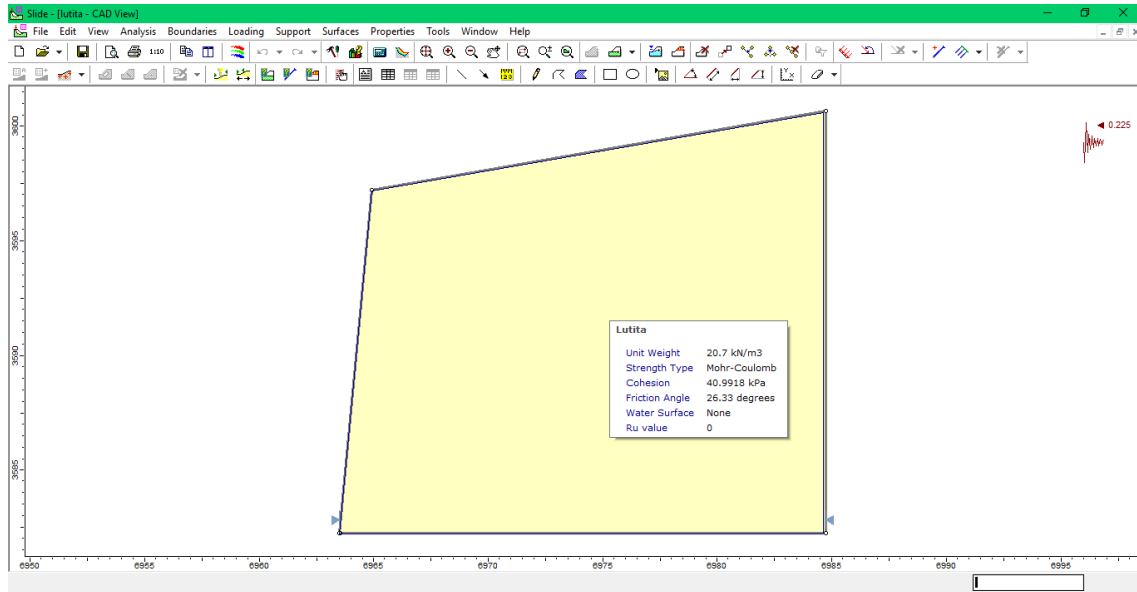 Slide - [lutita - CAD View]
File Edit View Analysis Boundaries Loading Support Surfaces Properties Tools Window Help
1:10
3600
0.225
3595
3590
3585
Lutita
Unit Weight 20.7 kN/m3
Strength Type Mohr-Coulomb
Cohesion 40.9918 kPa
Friction Angle 26.33 degrees
Water Surface None
Ru value 0
6950 6955 6960 6965 6970 6975 6980 6985 6990 6995